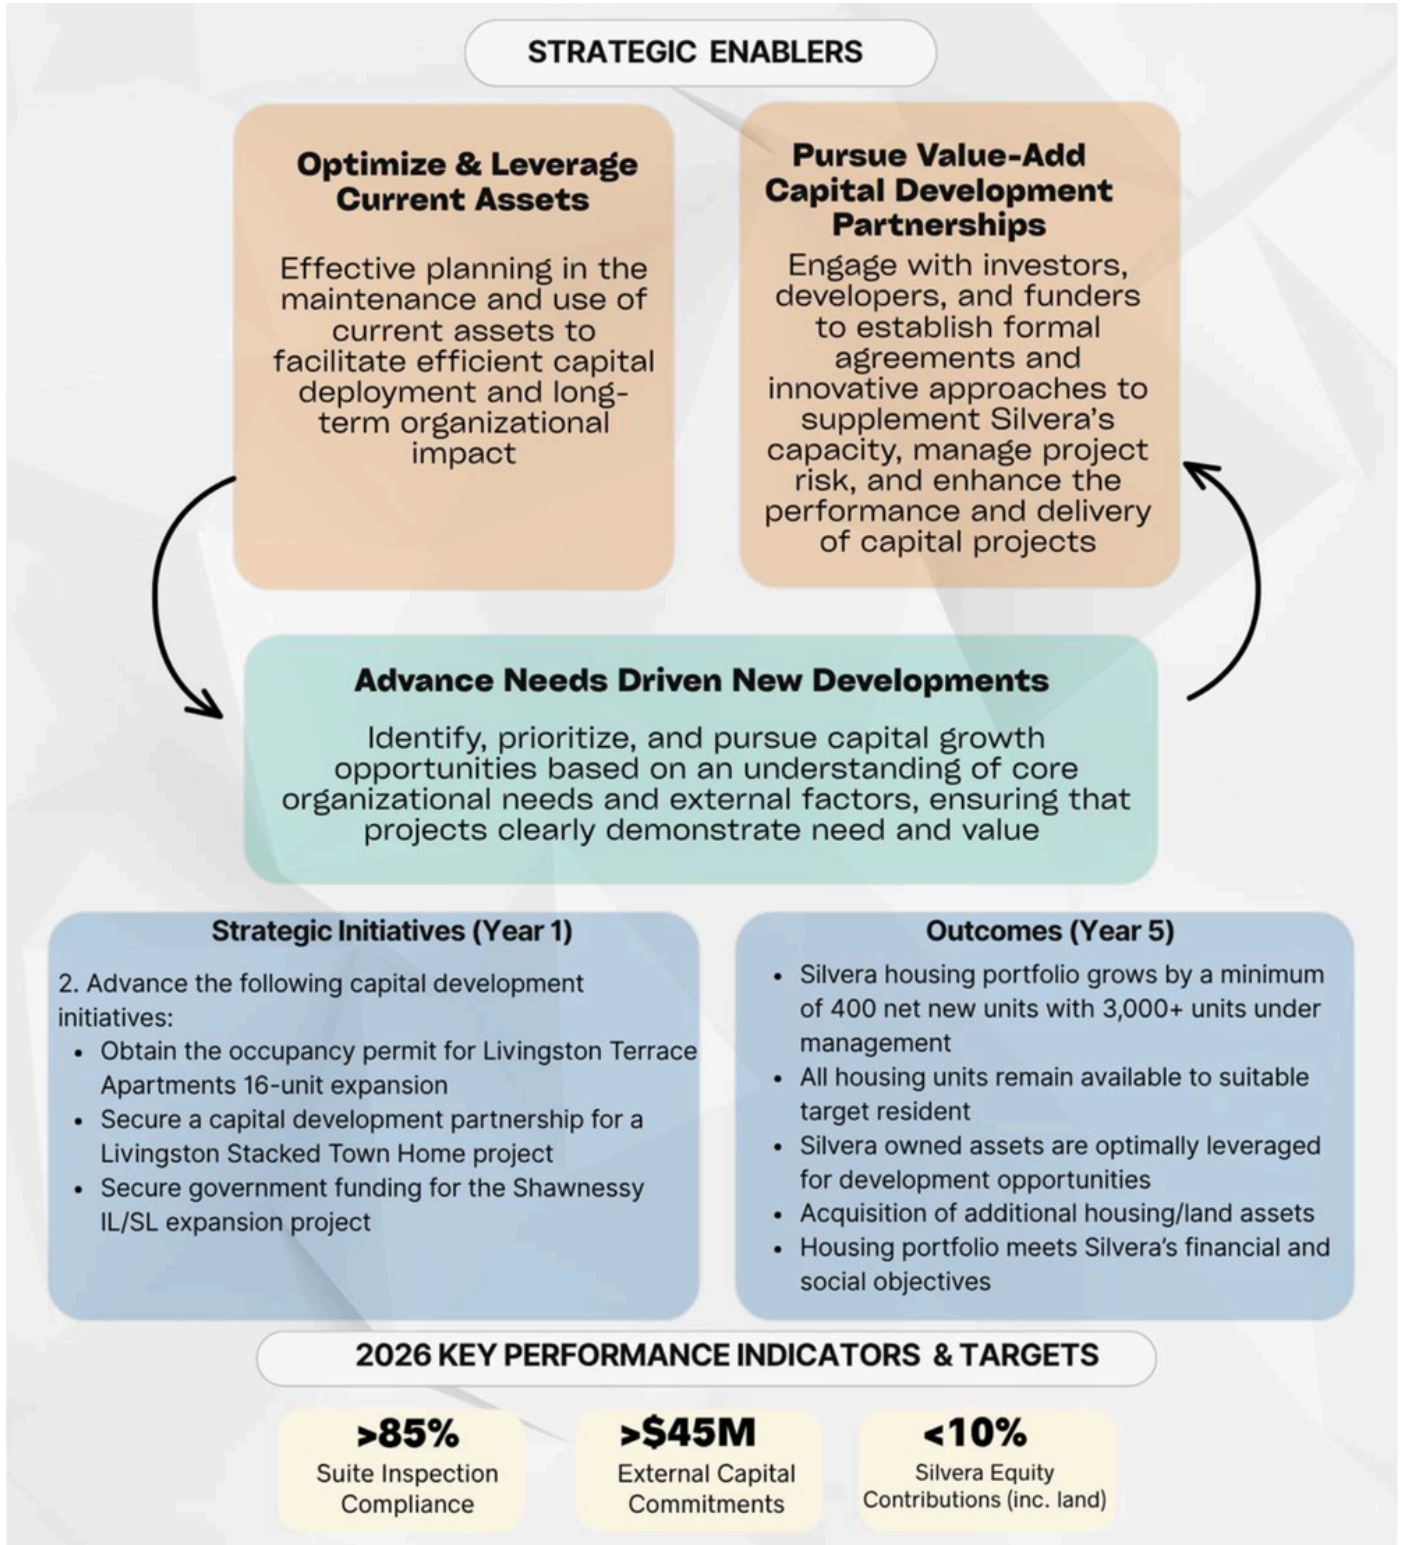 STRATEGIC ENABLERS
Optimize & Leverage
Current Assets
Effective planning in the
maintenance and use of
current assets to
facilitate efficient capital
deployment and long-
term organizational
impact
Pursue Value-Add
Capital Development
Partnerships
Engage with investors,
developers, and funders
to establish formal
agreements and
innovative approaches to
supplement Silvera's
capacity, manage project
risk, and enhance the
performance and delivery
of capital projects
Advance Needs Driven New Developments
Identify, prioritize, and pursue capital growth
opportunities based on an understanding of core
organizational needs and external factors, ensuring that
projects clearly demonstrate need and value
Strategic Initiatives (Year 1)
2. Advance the following capital development
initiatives:
• Obtain the occupancy permit for Livingston Terrace
Apartments 16-unit expansion
• Secure a capital development partnership for a
Livingston Stacked Town Home project
• Secure government funding for the Shawnessy
IL/SL expansion project
Outcomes (Year 5)
• Silvera housing portfolio grows by a minimum
of 400 net new units with 3,000+ units under
management
• All housing units remain available to suitable
target resident
• Silvera owned assets are optimally leveraged
for development opportunities
• Acquisition of additional housing/land assets
• Housing portfolio meets Silvera's financial and
social objectives
2026 KEY PERFORMANCE INDICATORS & TARGETS
>85%
Suite Inspection
Compliance
>$45M
External Capital
Commitments
<10%
Silvera Equity
Contributions (inc. land)